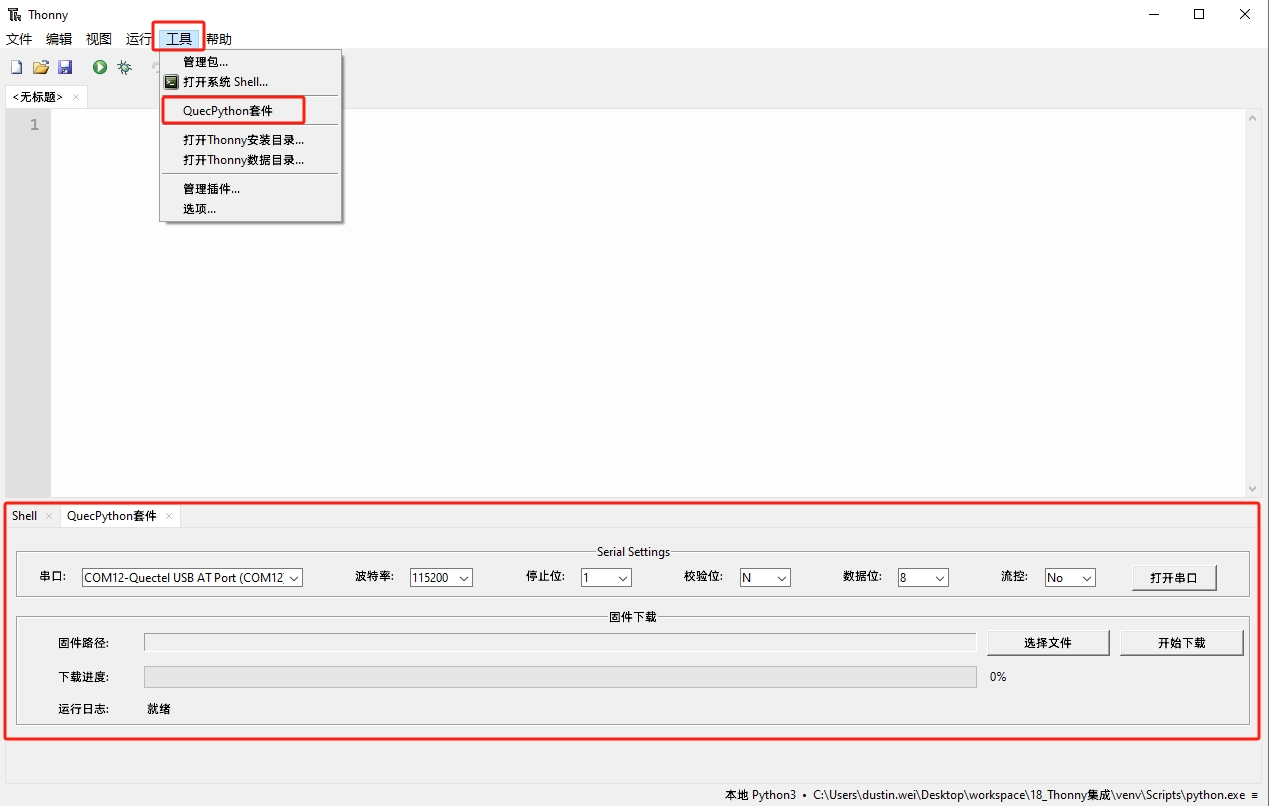 Thonny
文件 编辑 视图 运行 工具 帮助
管理包...
打开系统 Shell...
<无标题> ×
QuecPython套件
1
打开Thonny安装目录...
打开Thonny数据目录...
管理插件...
选项...
Shell × QuecPython套件 ×
Serial Settings
串口: COM12-Quectel USB AT Port (COM12) 波特率: 115200 停止位: 1 校验位: N 数据位: 8 流控: No 打开串口
固件下载
固件路径: 选择文件 开始下载
下载进度: 0%
运行日志: 就绪
本地 Python3 • C:\Users\dustin.wei\Desktop\workspace\18_Thonny集成\venv\Scripts\python.exe ≡